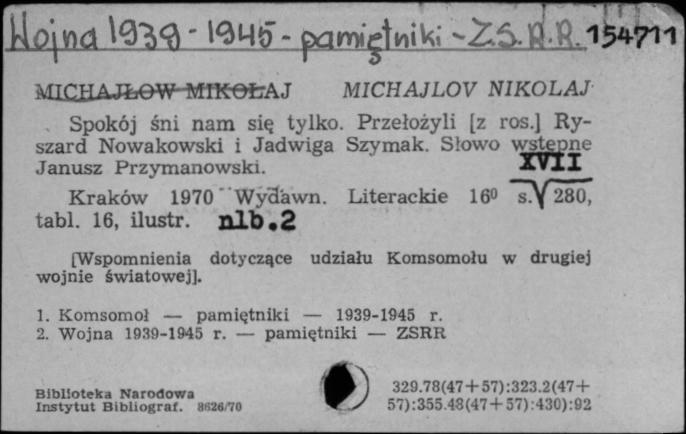 Wojna 1939-1945 - pamiętniki - Z.S.R.R. 154711
MICHAJŁOW MIKOŁAJ MICHAJLOV NIKOLAJ
Spokój śni nam się tylko. Przełożyli [z ros.] Ry-
szard Nowakowski i Jadwiga Szymak. Słowo wstępne
Janusz Przymanowski. XVII
Kraków 1970 Wydawn. Literackie 16⁰ s.√280,
tabl. 16, ilustr. nlb.2
[Wspomnienia dotyczące udziału Komsomołu w drugiej
wojnie światowej].
1. Komsomoł — pamiętniki — 1939-1945 r.
2. Wojna 1939-1945 r. — pamiętniki — ZSRR
Biblioteka Narodowa 329.78(47+57):323.2(47+
Instytut Bibliograf. 8626/70 57):355.48(47+57):430):92